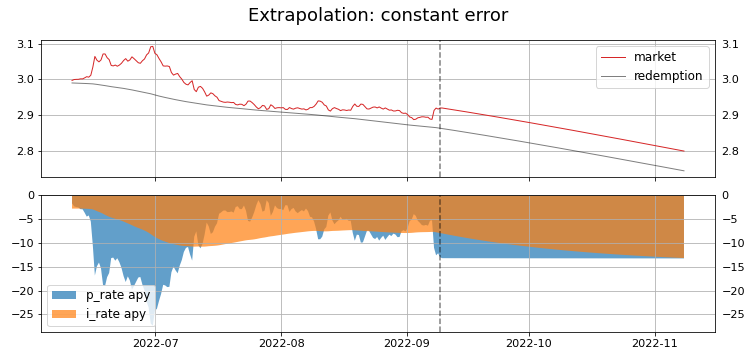 Extrapolation: constant error
3.1 3.1
market
redemption
3.0 3.0
2.9 2.9
2.8 2.8
0 0
−5 −5
−10 −10
−15 −15
−20 −20
p_rate apy
i_rate apy
−25 −25
2022-07 2022-08 2022-09 2022-10 2022-11